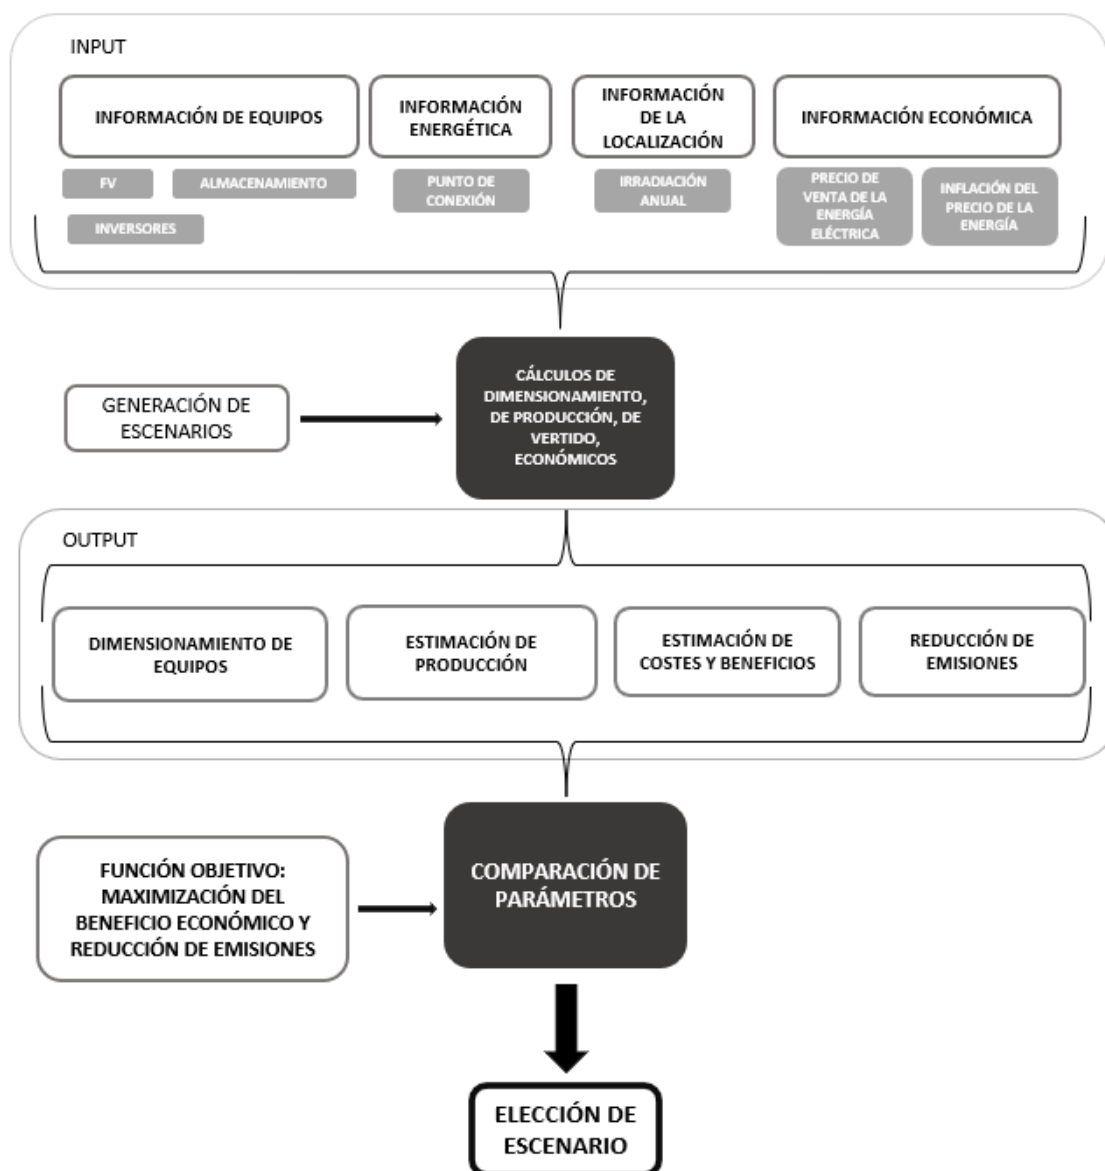 INPUT
INFORMACIÓN DE EQUIPOS
INFORMACIÓN
ENERGÉTICA
INFORMACIÓN
DE LA
LOCALIZACIÓN
INFORMACIÓN ECONÓMICA
FV
ALMACENAMIENTO
INVERSORES
PUNTO DE
CONEXIÓN
IRRADIACIÓN
ANUAL
PRECIO DE
VENTA DE LA
ENERGÍA
ELÉCTRICA
INFLACIÓN DEL
PRECIO DE LA
ENERGÍA
GENERACIÓN DE
ESCENARIOS
CÁLCULOS DE
DIMENSIONAMIENTO,
DE PRODUCCIÓN, DE
VERTIDO,
ECONÓMICOS
OUTPUT
DIMENSIONAMIENTO DE
EQUIPOS
ESTIMACIÓN DE
PRODUCCIÓN
ESTIMACIÓN DE
COSTES Y BENEFICIOS
REDUCCIÓN DE
EMISIONES
FUNCIÓN OBJETIVO:
MAXIMIZACIÓN DEL
BENEFICIO ECONÓMICO Y
REDUCCIÓN DE EMISIONES
COMPARACIÓN DE
PARÁMETROS
ELECCIÓN DE
ESCENARIO